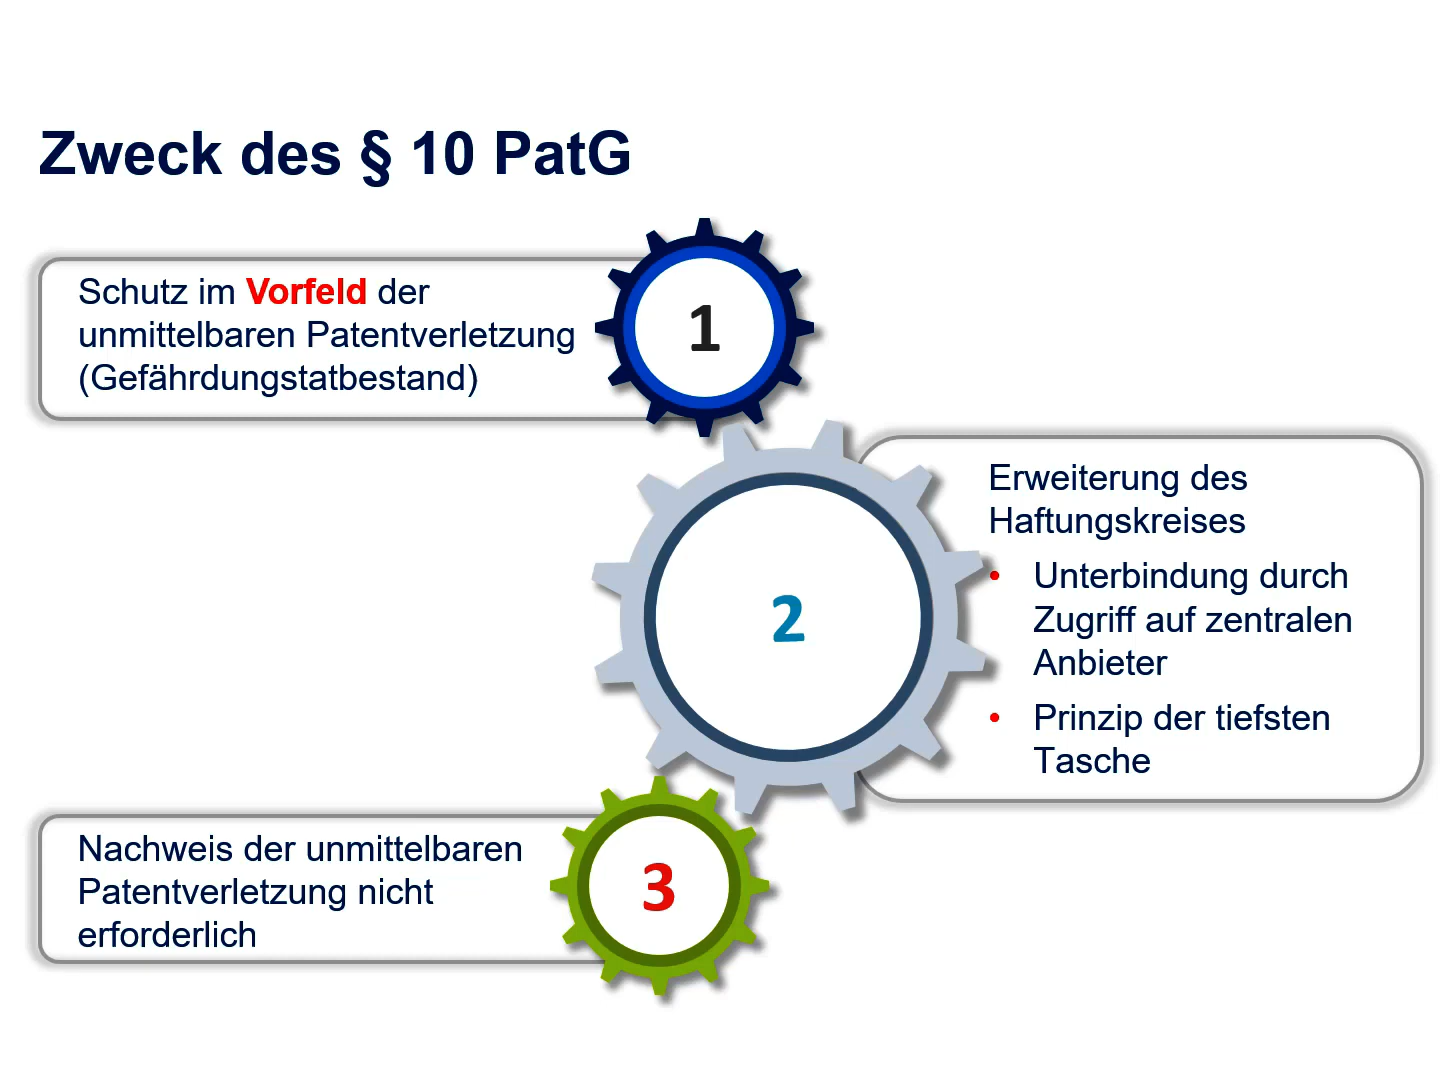 Zweck des § 10 PatG
Schutz im Vorfeld der
unmittelbaren Patentverletzung
(Gefährdungstatbestand)
1
2
Erweiterung des
Haftungskreises
• Unterbindung durch
Zugriff auf zentralen
Anbieter
• Prinzip der tiefsten
Tasche
Nachweis der unmittelbaren
Patentverletzung nicht
erforderlich
3